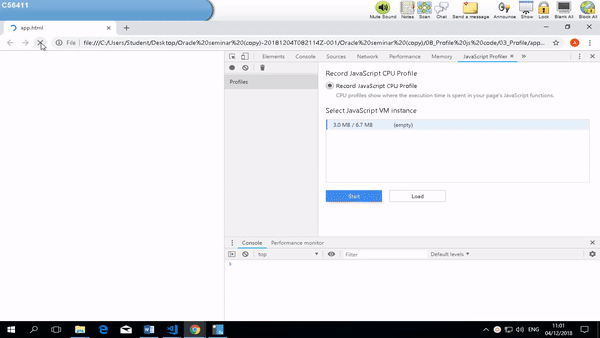 CS6411
Mute Sound
Notes
Scan
Chat
Send a message
Announce
Show
Lock
Blank All
Block All
app.html
File
file:///C:/Users/Student/Desktop/Oracle%20seminar%20(copy)-20181204T082114Z-001/Oracle%20seminar%20(copy)/08_Profile%20js%20code/03_Profile/app...
Elements
Console
Sources
Network
Performance
Memory
JavaScript Profiler
Profiles
Record JavaScript CPU Profile
Record JavaScript CPU Profile
CPU profiles show where the execution time is spent in your page's JavaScript functions.
Select JavaScript VM instance
3.0 MB / 6.7 MB
(empty)
Start
Load
Console
Performance monitor
top
Filter
Default levels
ENG
11:01
04/12/2018